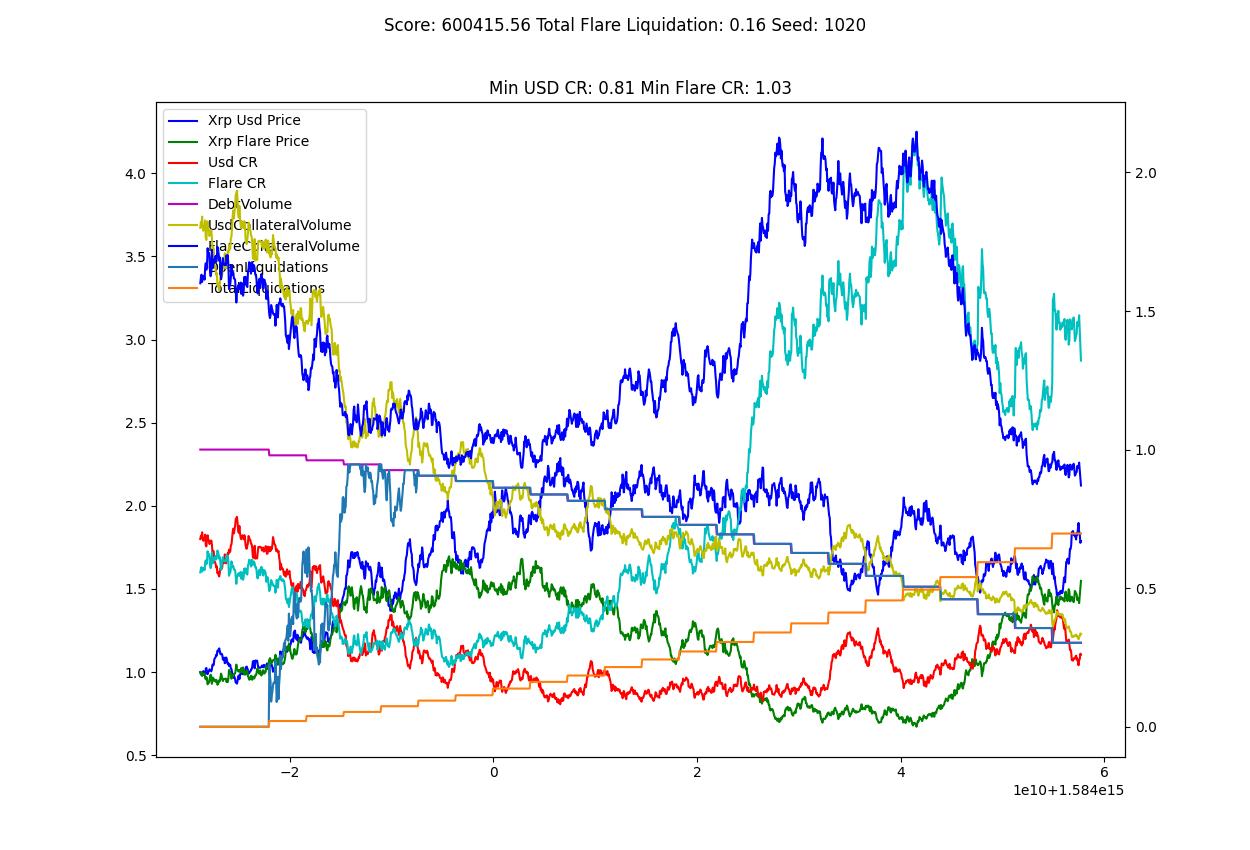 Score: 600415.56 Total Flare Liquidation: 0.16 Seed: 1020
Min USD CR: 0.81 Min Flare CR: 1.03
Xrp Usd Price
Xrp Flare Price
Usd CR
Flare CR
DebtVolume
UsdCollateralVolume
FlareCollateralVolume
OpenLiquidations
TotalLiquidations
4.0
3.5
3.0
2.5
2.0
1.5
1.0
0.5
2.0
1.5
1.0
0.5
0.0
−2
0
2
4
6
1e10+1.584e15